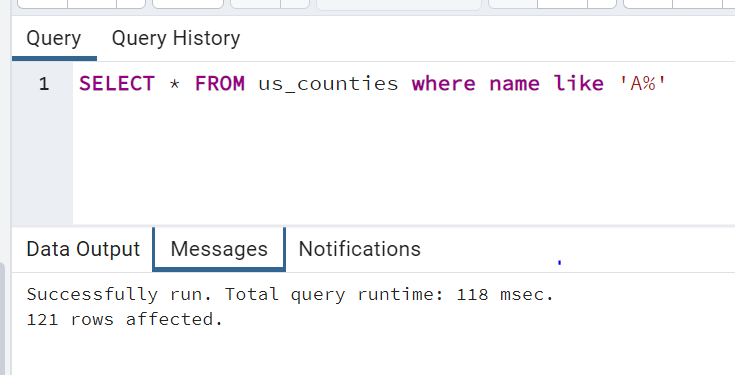 Query Query History
1 SELECT * FROM us_counties where name like 'A%'
Data Output Messages Notifications
Successfully run. Total query runtime: 118 msec.
121 rows affected.